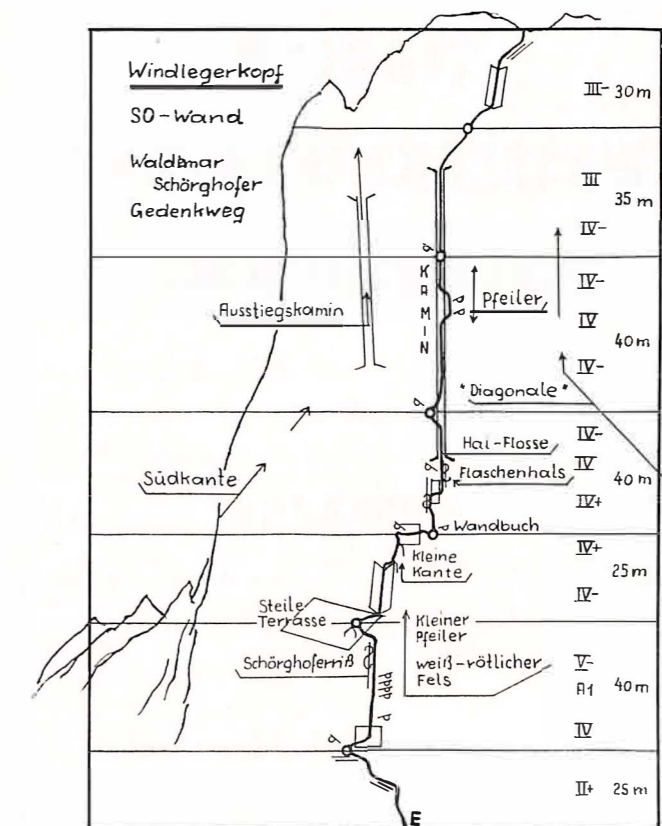 Windlegerkopf
SO-Wand
Waldemar
Schörghofer
Gedenkweg
III- 30m
III
35m
IV-
KAMIN
Pfeiler
Ausstiegskamin
IV-
IV
40m
IV-
"Diagonale"
Hai-Flosse
IV-
Flaschenhals
IV
40m
IV+
Südkante
Wandbuch
Kleine
Kante
IV+
25m
IV-
Steile
Terrasse
Kleiner
Pfeiler
Schörghoferriß
weiß-rötlicher
Fels
V-
A1
40m
IV
II+ 25m
E